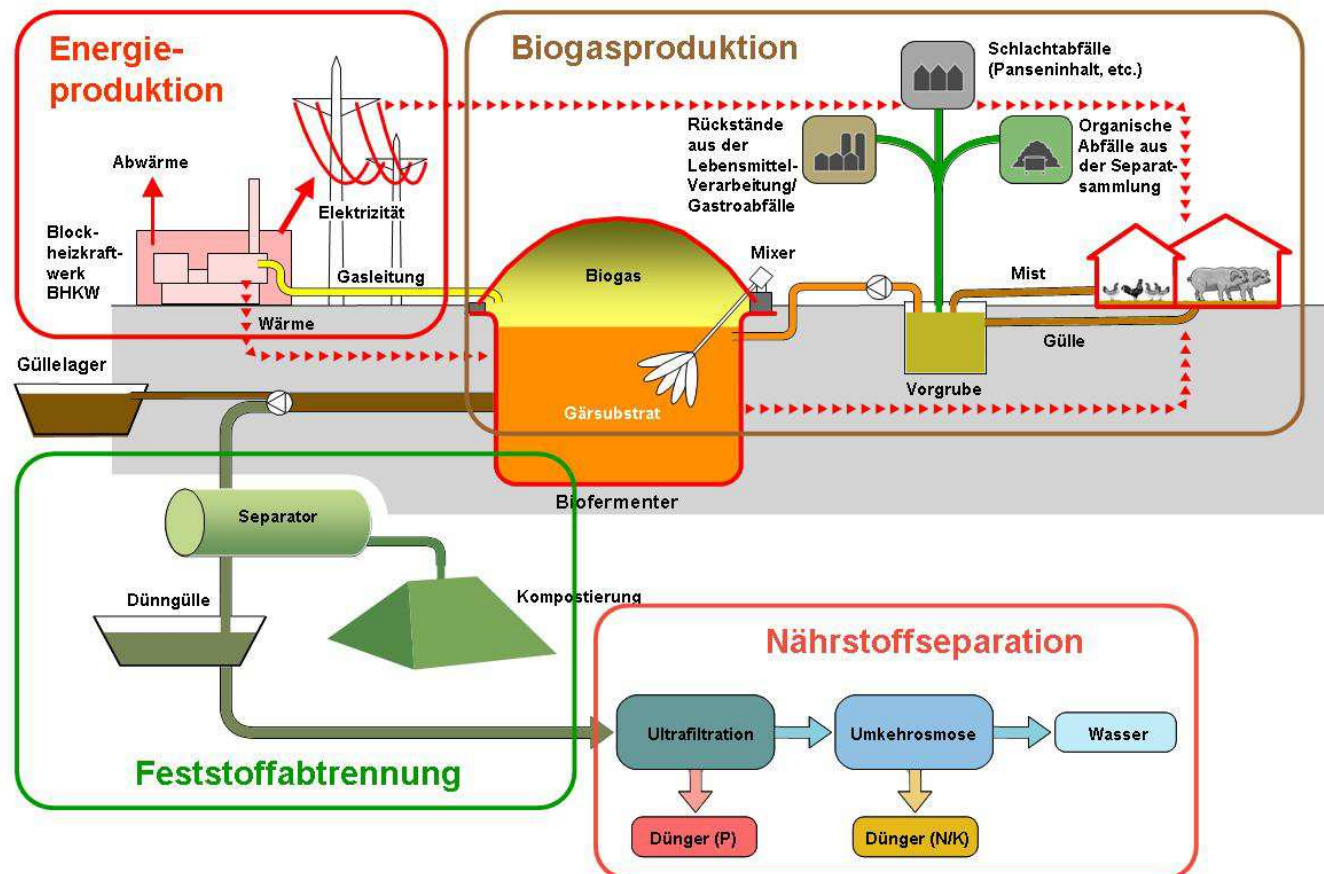 Energie-
produktion
Abwärme
Elektrizität
Block-
heizkraft-
werk
BHKW
Gasleitung
Wärme
Biogasproduktion
Schlachtabfälle
(Panseninhalt, etc.)
Rückstände
aus der
Lebensmittel-
Verarbeitung/
Gastroabfälle
Organische
Abfälle aus
der Separat-
sammlung
Biogas
Mixer
Mist
Gülle
Vorgrube
Gärsubstrat
Biofermenter
Güllelager
Separator
Dünngülle
Kompostierung
Feststoffabtrennung
Nährstoffseparation
Ultrafiltration
Umkehrosmose
Wasser
Dünger (P)
Dünger (N/K)